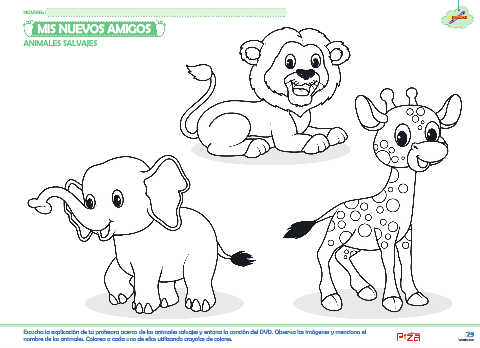 NOMBRE:
MIS NUEVOS AMIGOS
ANIMALES SALVAJES
Escucha la explicación de tu profesora acerca de los animales salvajes y entona la canción del DVD. Observa las imágenes y menciona el
nombre de los animales. Colorea a cada uno de ellos utilizando crayolas de colores.
29